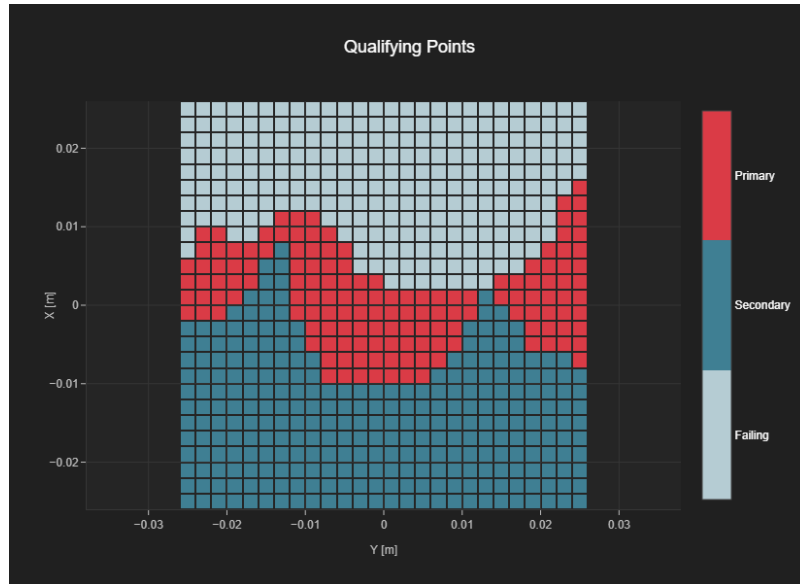 Qualifying Points
0.02
0.01
0
−0.01
−0.02
X [m]
−0.03
−0.02
−0.01
0
0.01
0.02
0.03
Y [m]
Primary
Secondary
Failing